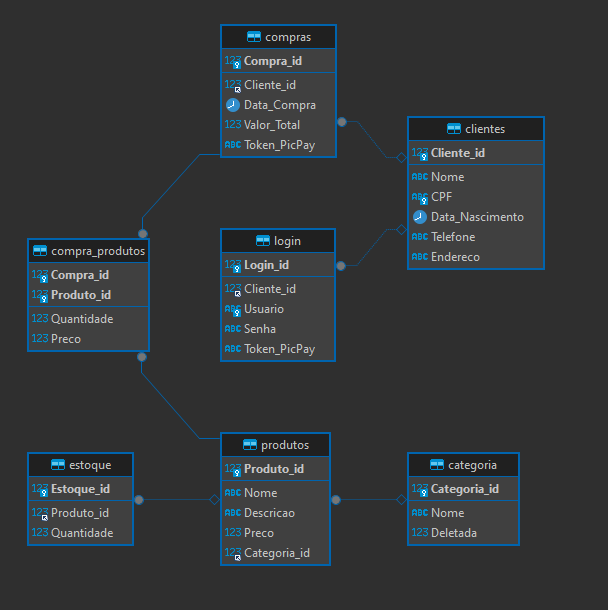 compras
123 Compra_id
123 Cliente_id
Data_Compra
123 Valor_Total
ABC Token_PicPay
clientes
123 Cliente_id
ABC Nome
ABC CPF
Data_Nascimento
ABC Telefone
ABC Endereco
compra_produtos
123 Compra_id
123 Produto_id
123 Quantidade
123 Preco
login
123 Login_id
123 Cliente_id
ABC Usuario
ABC Senha
ABC Token_PicPay
estoque
123 Estoque_id
123 Produto_id
123 Quantidade
produtos
123 Produto_id
ABC Nome
ABC Descricao
123 Preco
123 Categoria_id
categoria
123 Categoria_id
ABC Nome
123 Deletada